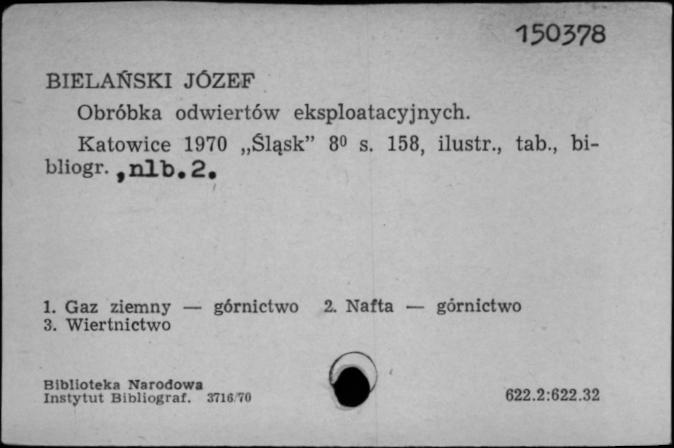 150378
BIELAŃSKI JÓZEF
Obróbka odwiertów eksploatacyjnych.
Katowice 1970 „Śląsk” 8⁰ s. 158, ilustr., tab., bi-
bliogr. ,nlb.2.
1. Gaz ziemny — górnictwo 2. Nafta — górnictwo
3. Wiertnictwo
Biblioteka Narodowa
Instytut Bibliograf. 3716/70
622.2:622.32